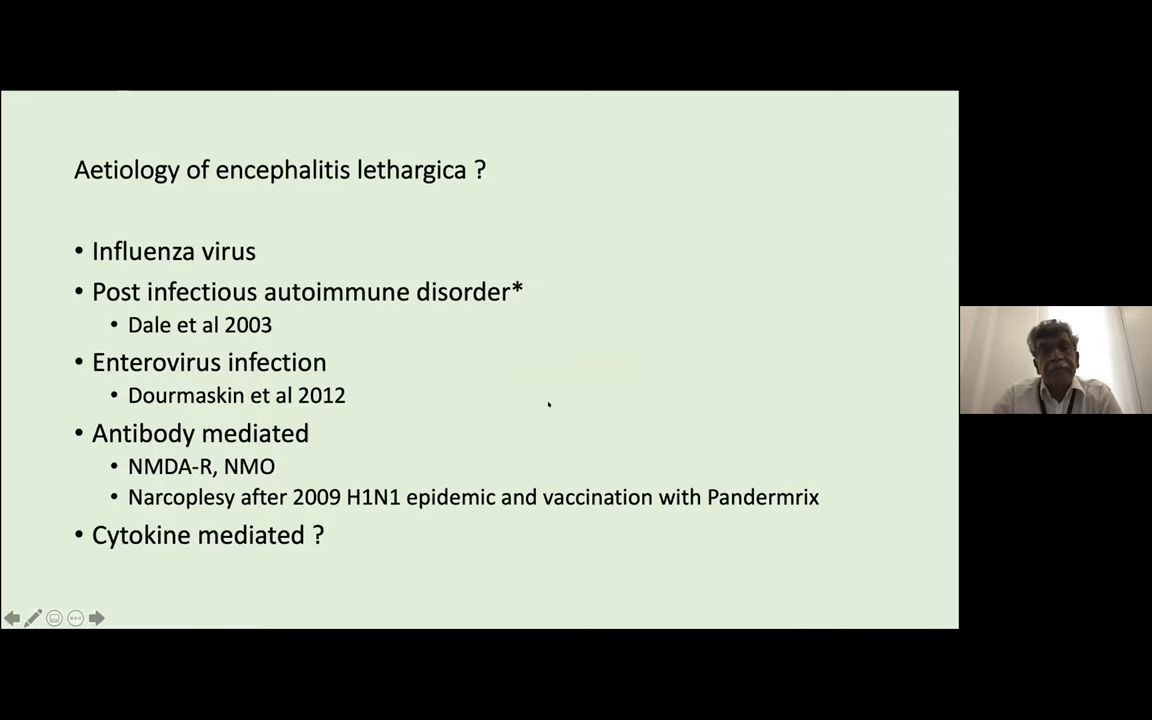 Aetiology of encephalitis lethargica ?
• Influenza virus
• Post infectious autoimmune disorder*
• Dale et al 2003
• Enterovirus infection
• Dourmaskin et al 2012
• Antibody mediated
• NMDA-R, NMO
• Narcoplesy after 2009 H1N1 epidemic and vaccination with Pandermrix
• Cytokine mediated ?